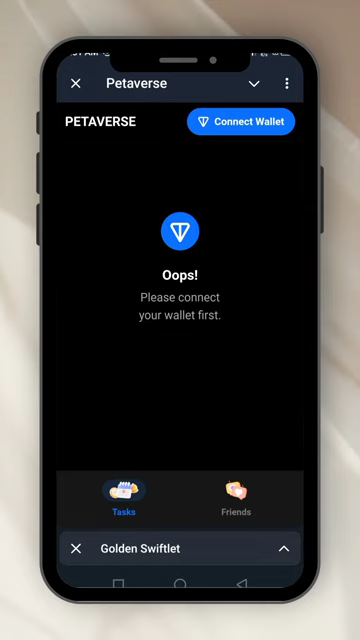 Petaverse
PETAVERSE
Connect Wallet
Oops!
Please connect
your wallet first.
Tasks
Friends
Golden Swiftlet